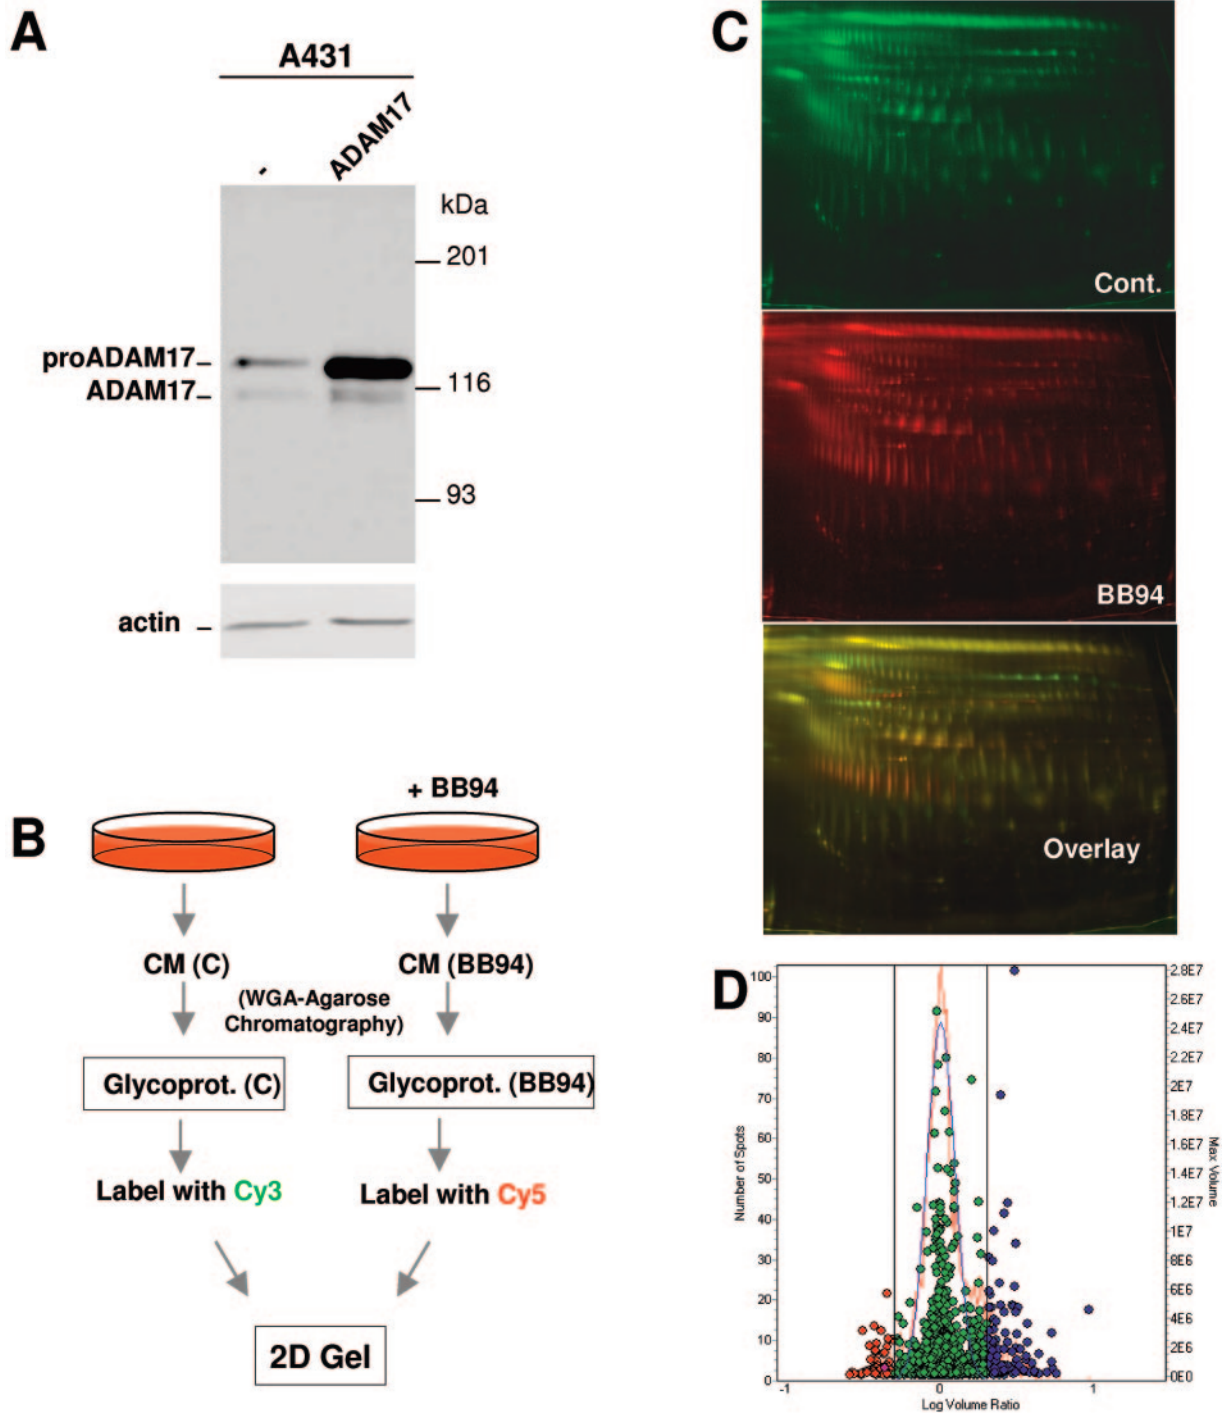 A
A431
-
ADAM17
kDa
201
proADAM17
ADAM17
116
93
actin
B
+ BB94
CM (C)
CM (BB94)
(WGA-Agarose
Chromatography)
Glycoprot. (C)
Glycoprot. (BB94)
Label with Cy3
Label with Cy5
2D Gel
C
Cont.
BB94
Overlay
D
100
90
80
70
60
50
40
30
20
10
0
Number of Spots
2.8E7
2.6E7
2.4E7
2.2E7
2E7
1.8E7
1.6E7
1.4E7
1.2E7
1E7
8E6
6E6
4E6
2E6
0E0
Max Volume
-1
0
1
Log Volume Ratio